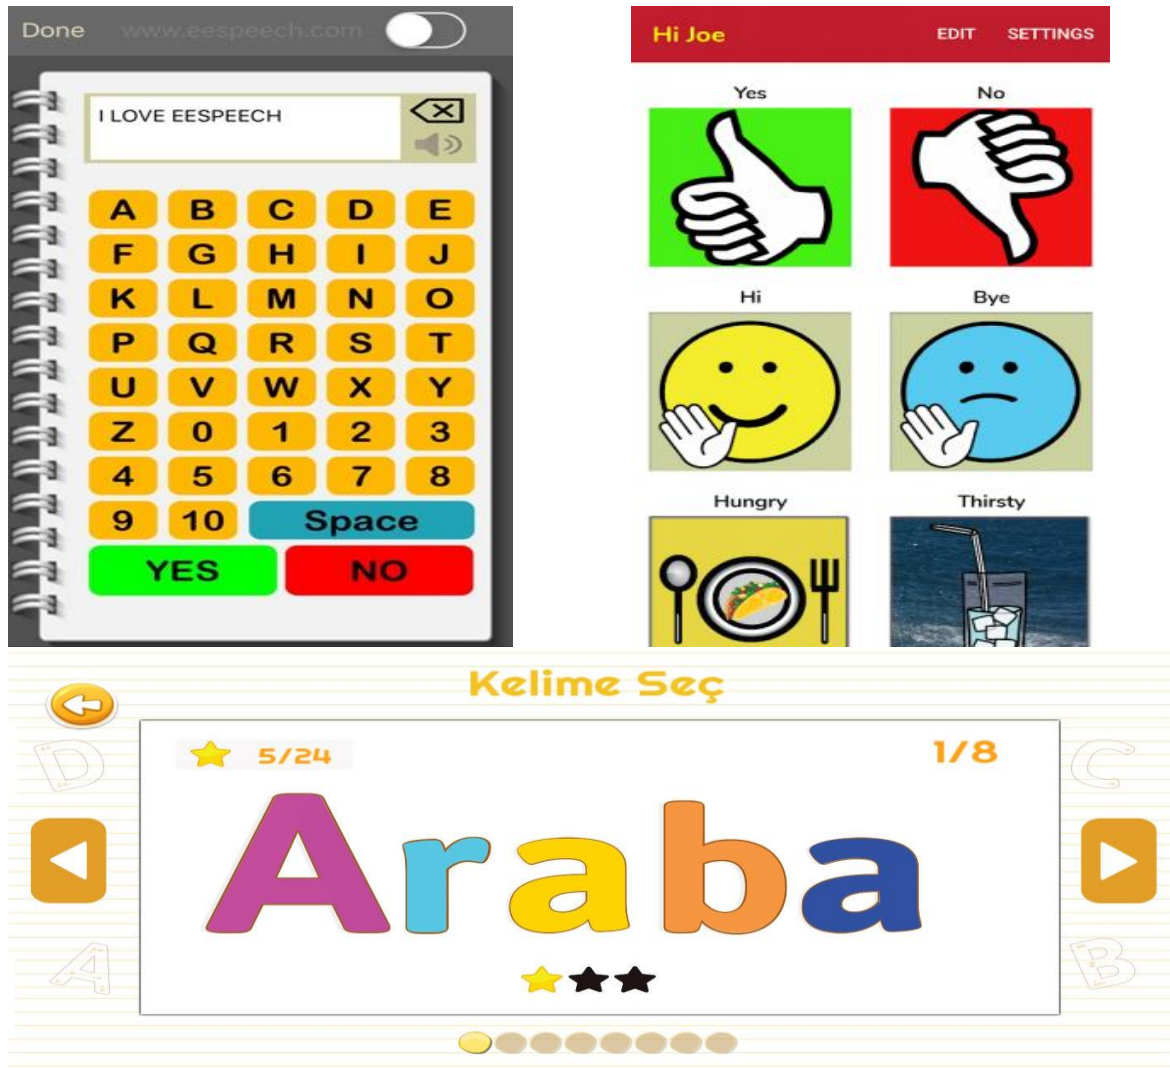 Done www.eespeech.com
I LOVE EESPEECH
A B C D E
F G H I J
K L M N O
P Q R S T
U V W X Y
Z 0 1 2 3
4 5 6 7 8
9 10 Space
YES NO
Hi Joe EDIT SETTINGS
Yes No
Hi Bye
Hungry Thirsty
Kelime Seç
5/24 1/8
D C
Araba
A B